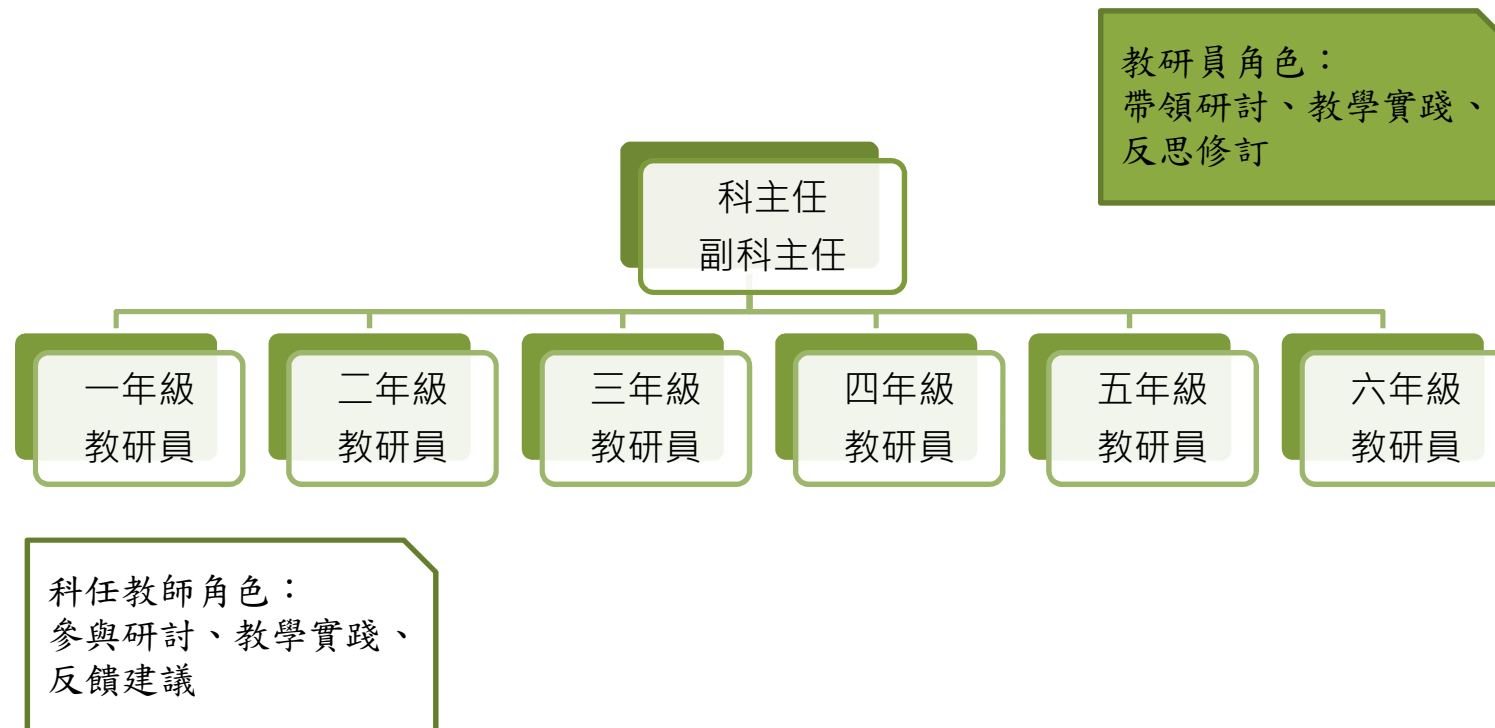 教研員角色：
帶領研討、教學實踐、
反思修訂
科主任
副科主任
一年級
教研員
二年級
教研員
三年級
教研員
四年級
教研員
五年級
教研員
六年級
教研員
科任教師角色：
參與研討、教學實踐、
反饋建議